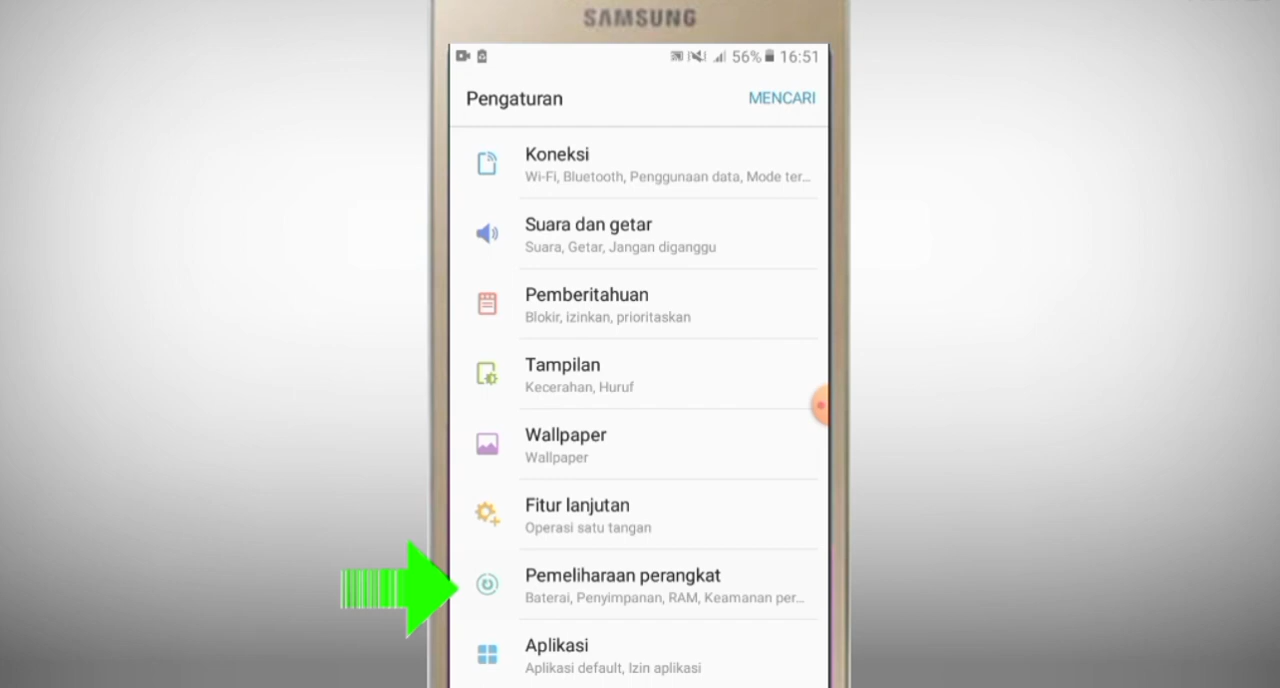 SAMSUNG
56% 16:51
Pengaturan MENCARI
Koneksi
Wi-Fi, Bluetooth, Penggunaan data, Mode ter...
Suara dan getar
Suara, Getar, Jangan diganggu
Pemberitahuan
Blokir, izinkan, prioritaskan
Tampilan
Kecerahan, Huruf
Wallpaper
Wallpaper
Fitur lanjutan
Operasi satu tangan
Pemeliharaan perangkat
Baterai, Penyimpanan, RAM, Keamanan per...
Aplikasi
Aplikasi default, Izin aplikasi